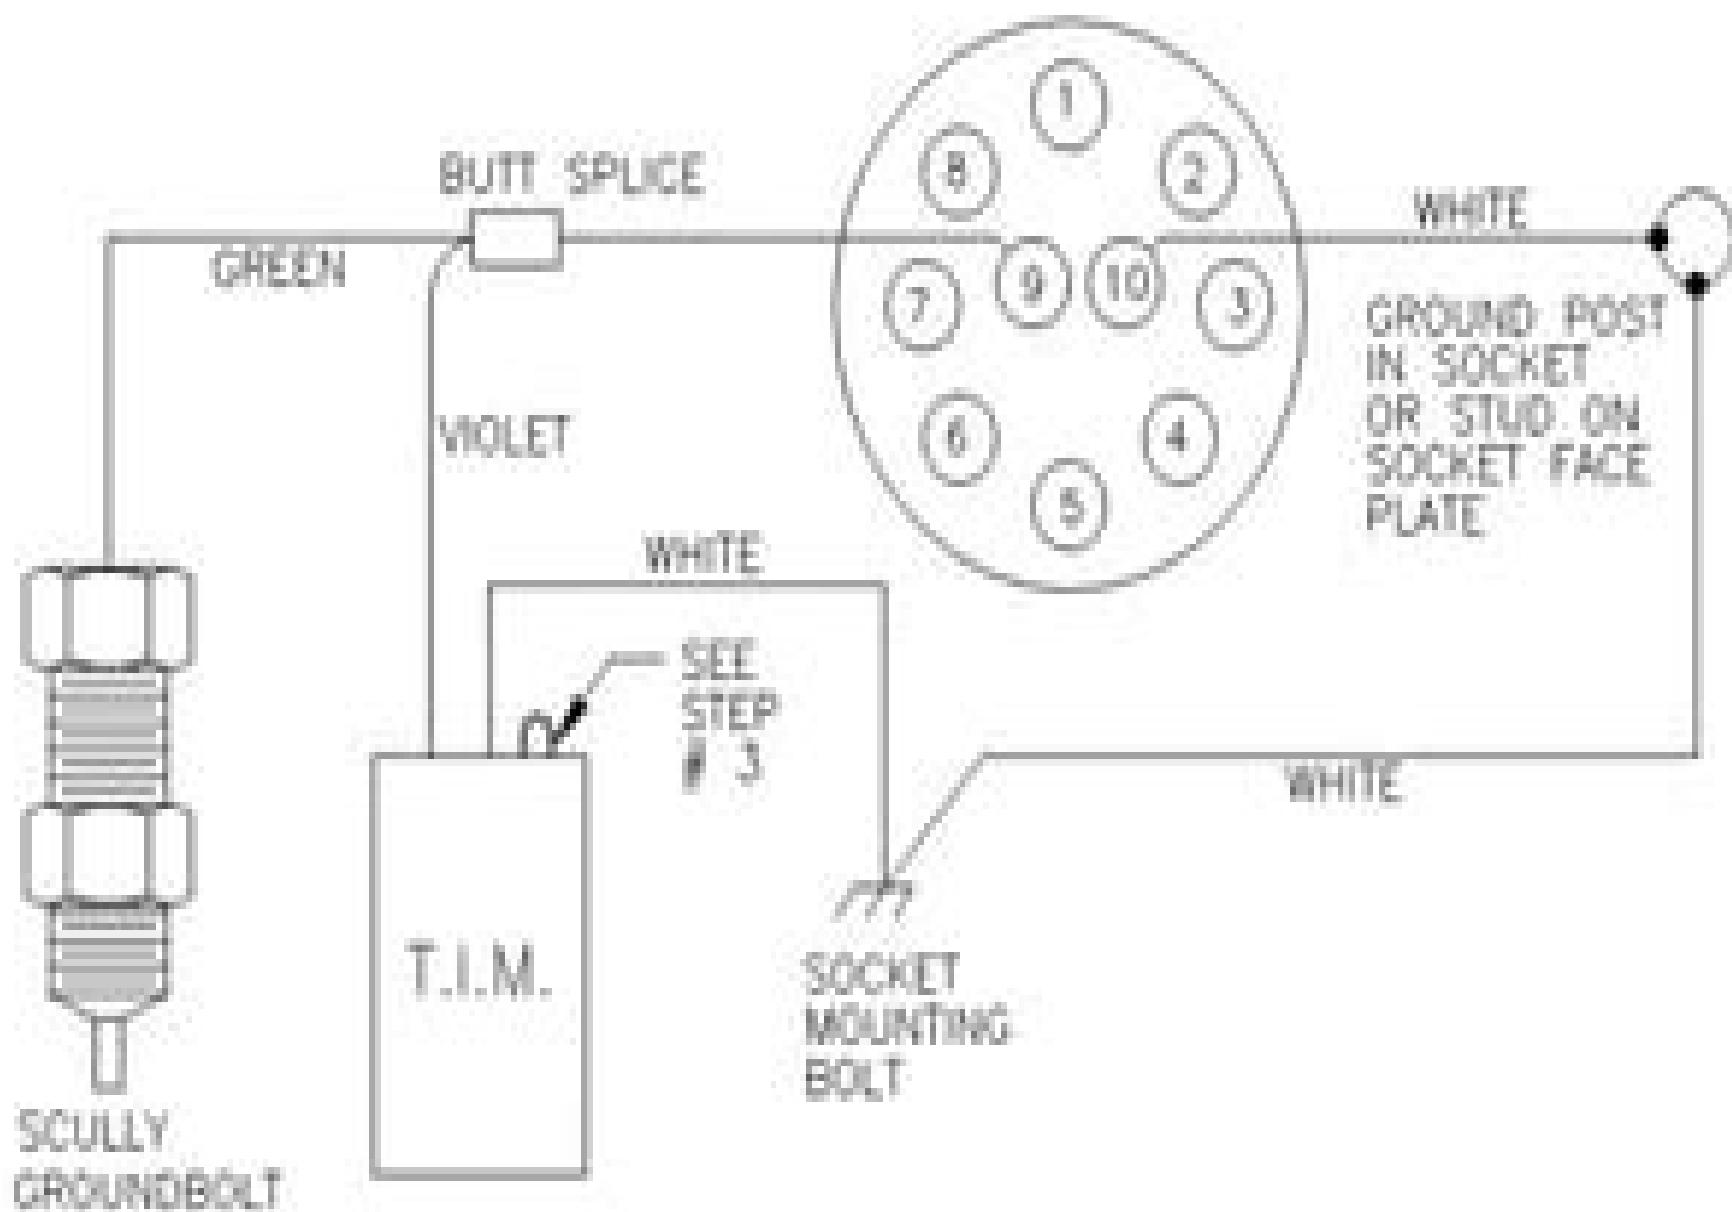 BUTT SPLICE
GREEN
VIOLET
1
2
3
4
5
6
7
8
9
10
WHITE
GROUND POST
IN SOCKET
OR STUD ON
SOCKET FACE
PLATE
WHITE
SEE
STEP
# 3
WHITE
T.I.M.
SOCKET
MOUNTING
BOLT
SCULLY
GROUNDBOLT